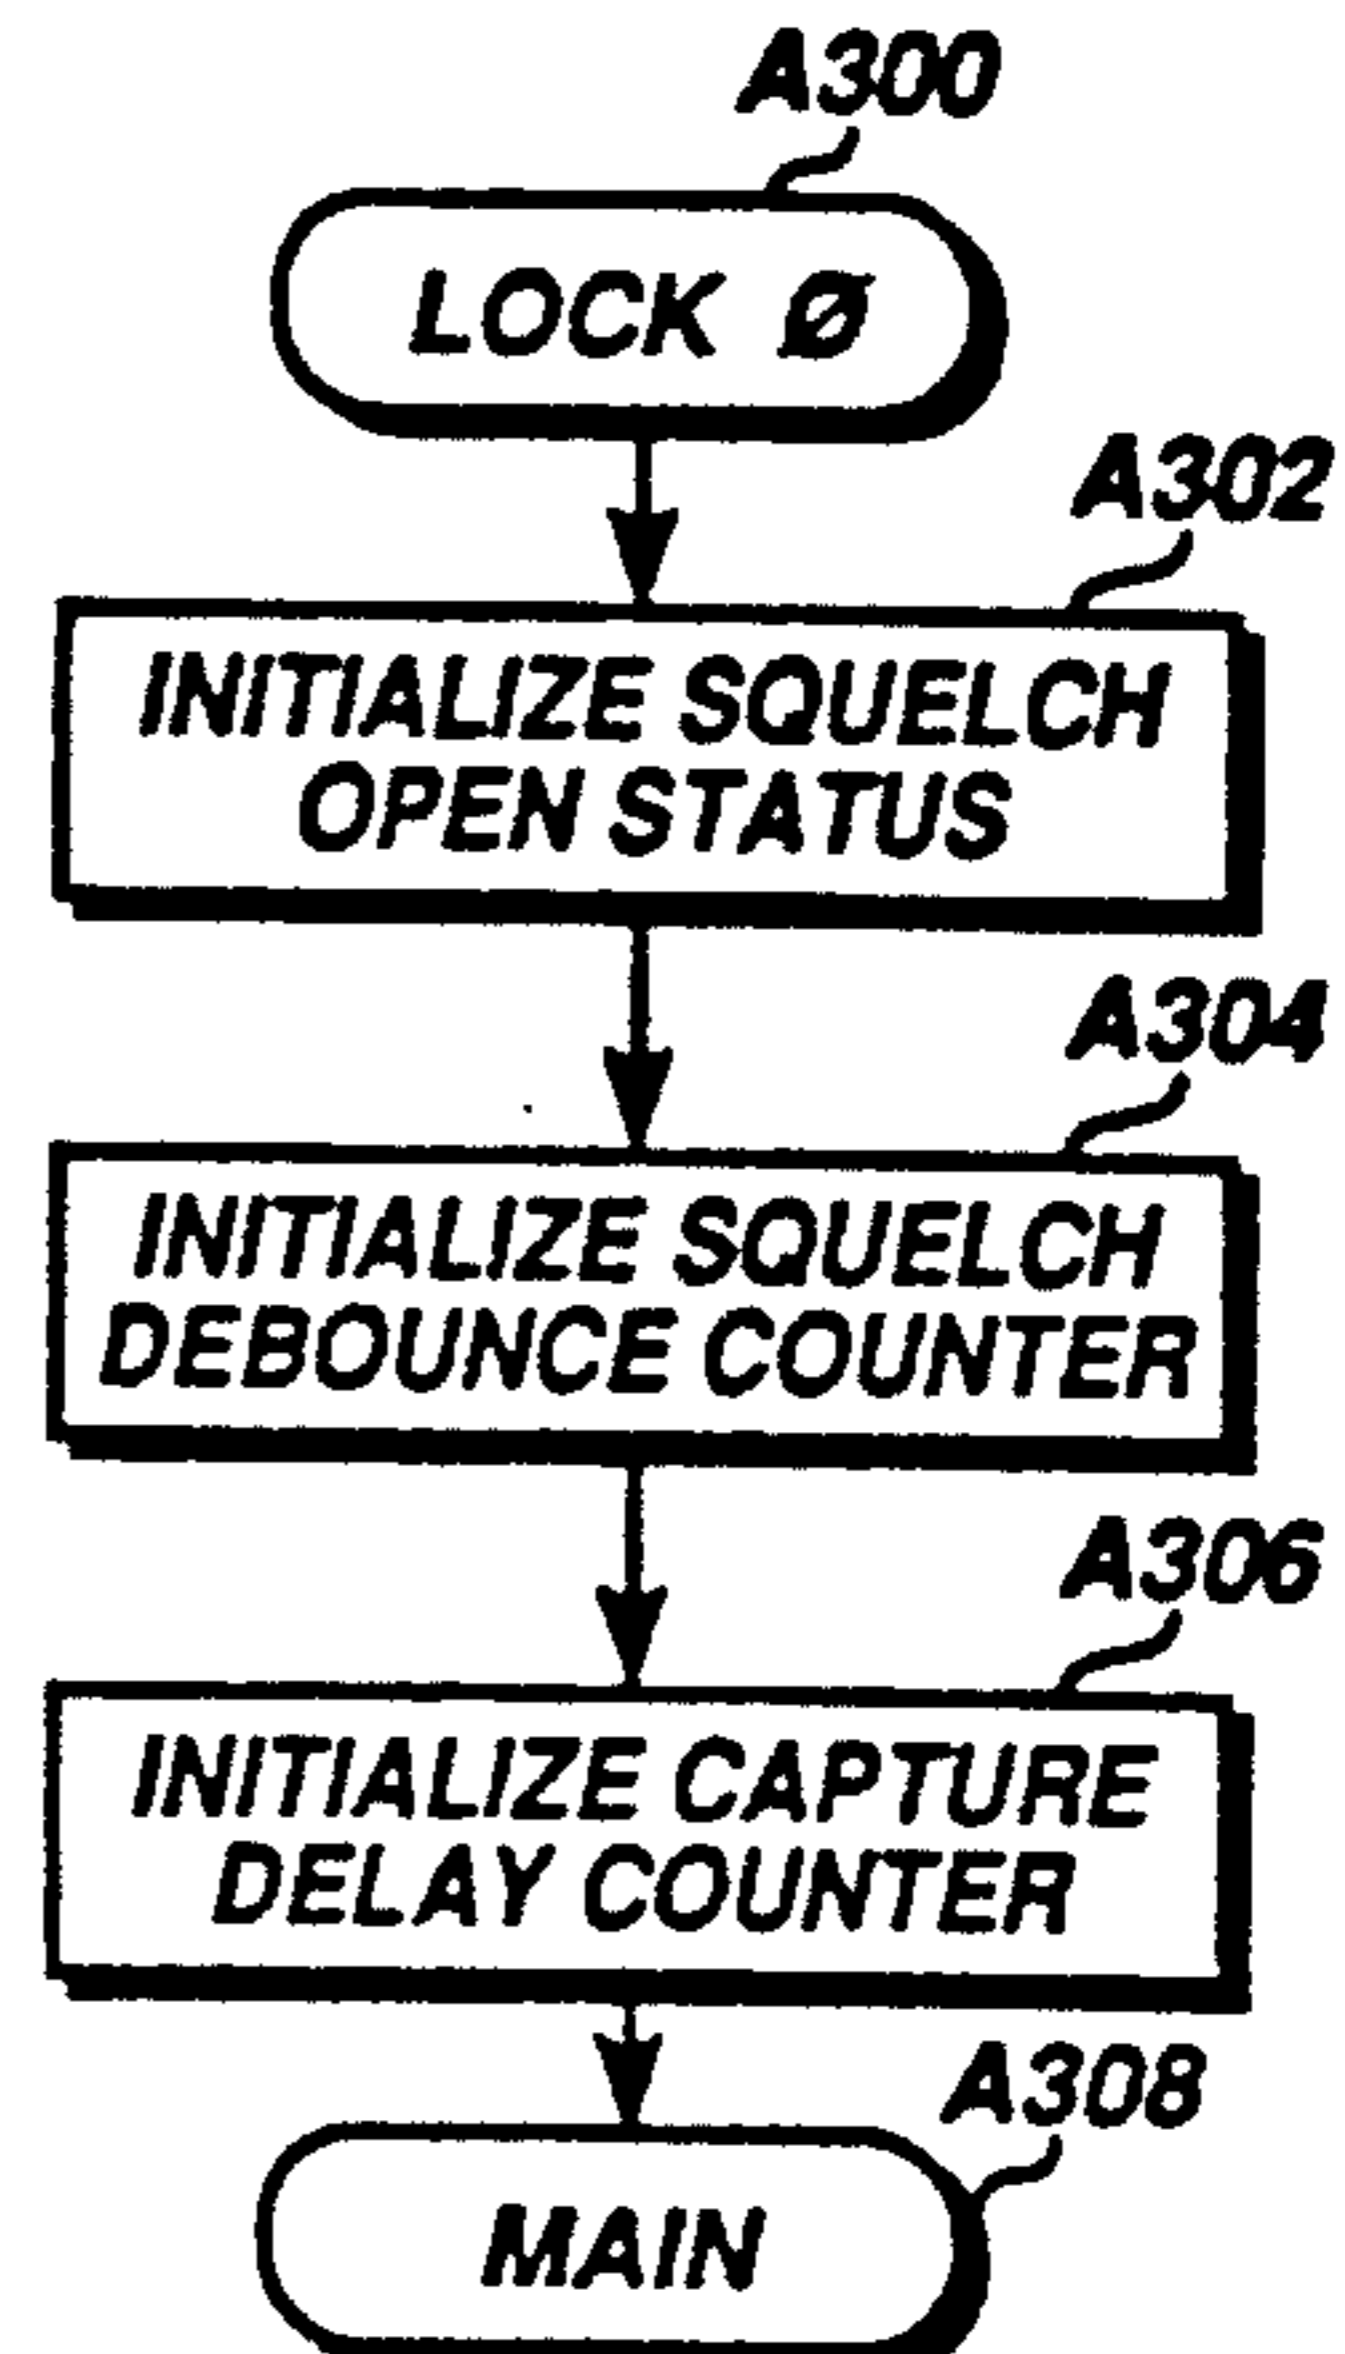 A300
LOCK Ø
A302
INITIALIZE SQUELCH
OPEN STATUS
A304
INITIALIZE SQUELCH
DEBOUNCE COUNTER
A306
INITIALIZE CAPTURE
DELAY COUNTER
A308
MAIN